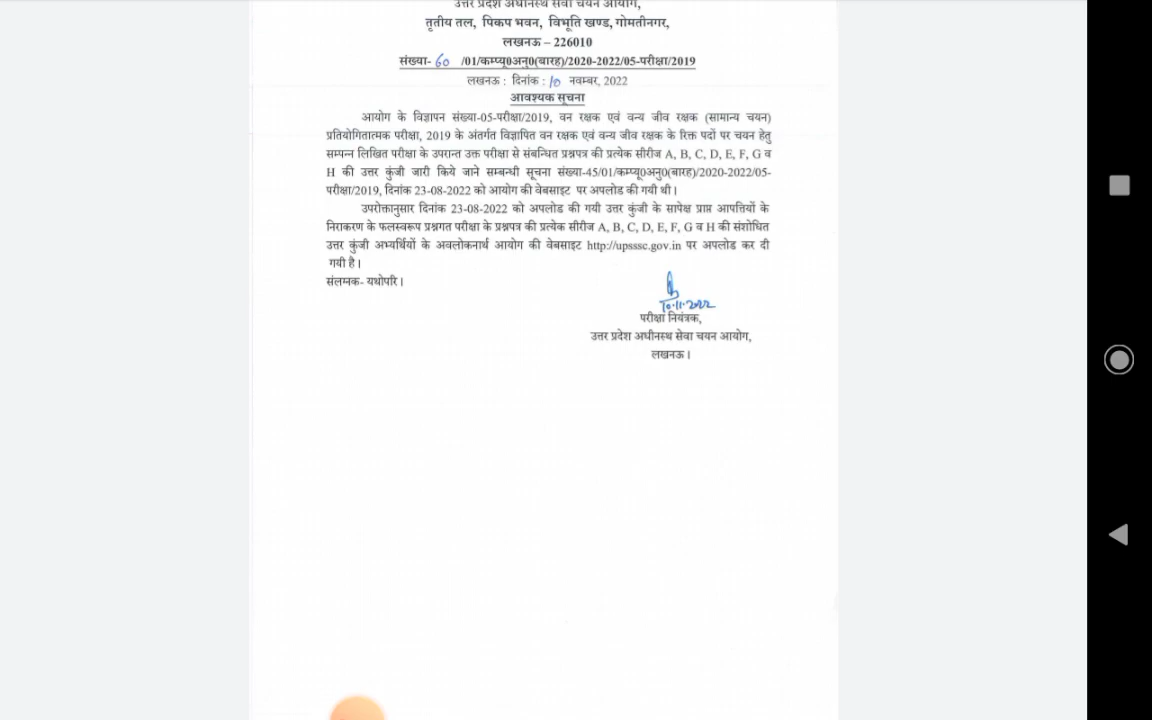 उत्तर प्रदेश अधीनस्थ सेवा चयन आयोग,
तृतीय तल, पिकप भवन, विभूति खण्ड, गोमतीनगर,
लखनऊ – 226010
संख्या- 60 /01/कम्प्यू0अनु0(बारह)/2020-2022/05-परीक्षा/2019
लखनऊ : दिनांक : 10 नवम्बर, 2022
आवश्यक सूचना
आयोग के विज्ञापन संख्या-05-परीक्षा/2019, वन रक्षक एवं वन्य जीव रक्षक (सामान्य चयन)
प्रतियोगितात्मक परीक्षा, 2019 के अंतर्गत विज्ञापित वन रक्षक एवं वन्य जीव रक्षक के रिक्त पदों पर चयन हेतु
सम्पन्न लिखित परीक्षा के उपरान्त उक्त परीक्षा से संबन्धित प्रश्नपत्र की प्रत्येक सीरीज A, B, C, D, E, F, G व
H की उत्तर कुंजी जारी किये जाने सम्बन्धी सूचना संख्या-45/01/कम्प्यू0अनु0(बारह)/2020-2022/05-
परीक्षा/2019, दिनांक 23-08-2022 को आयोग की वेबसाइट पर अपलोड की गयी थी।
उपरोक्तानुसार दिनांक 23-08-2022 को अपलोड की गयी उत्तर कुंजी के सापेक्ष प्राप्त आपत्तियों के
निराकरण के फलस्वरूप प्रश्नगत परीक्षा के प्रश्नपत्र की प्रत्येक सीरीज A, B, C, D, E, F, G व H की संशोधित
उत्तर कुंजी अभ्यर्थियों के अवलोकनार्थ आयोग की वेबसाइट http://upsssc.gov.in पर अपलोड कर दी
गयी है।
संलग्नक- यथोपरि।
10.11.2022
परीक्षा नियंत्रक,
उत्तर प्रदेश अधीनस्थ सेवा चयन आयोग,
लखनऊ।